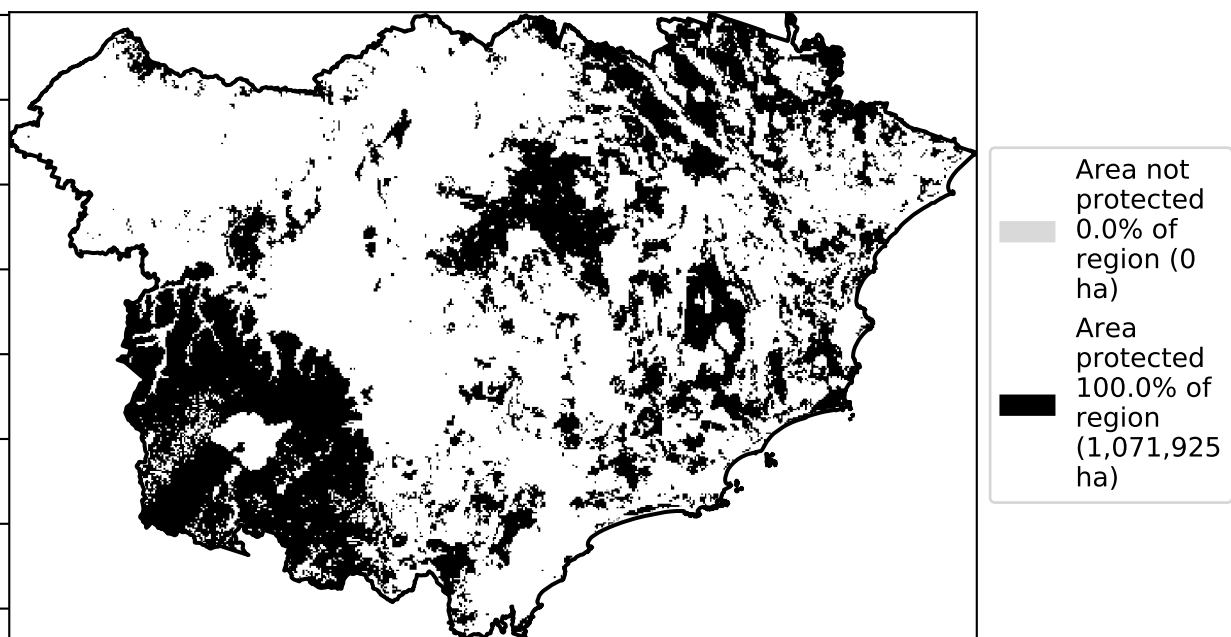 Area not
protected
0.0% of
region (0
ha)
Area
protected
100.0% of
region
(1,071,925
ha)